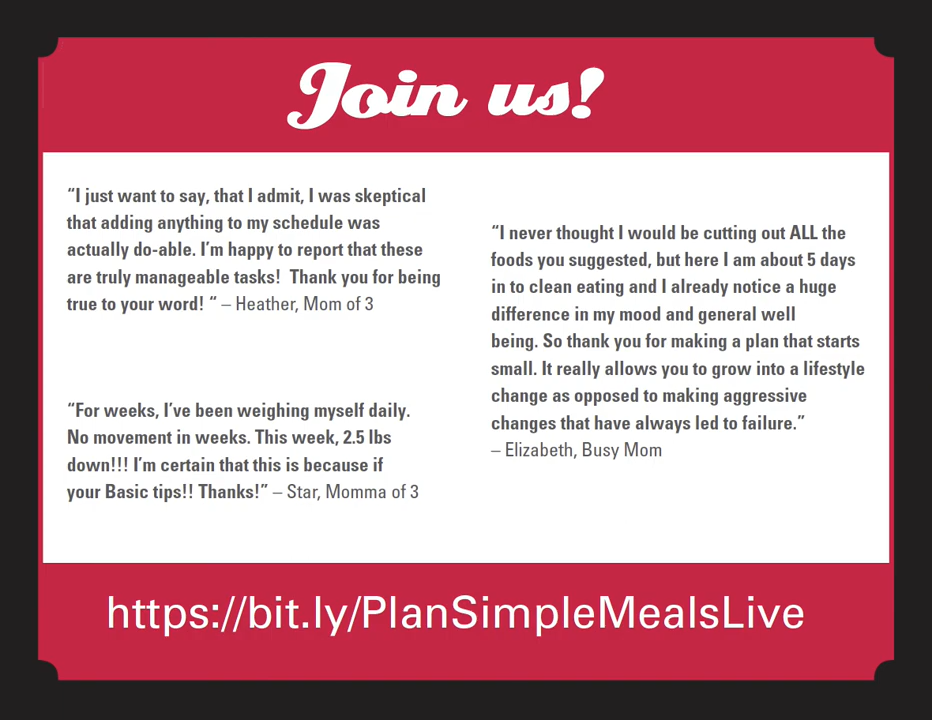 Join us!
“I just want to say, that I admit, I was skeptical
that adding anything to my schedule was
actually do-able. I’m happy to report that these
are truly manageable tasks!  Thank you for being
true to your word! “ – Heather, Mom of 3
“For weeks, I’ve been weighing myself daily.
No movement in weeks. This week, 2.5 lbs
down!!! I’m certain that this is because if
your Basic tips!! Thanks!” – Star, Momma of 3
“I never thought I would be cutting out ALL the
foods you suggested, but here I am about 5 days
in to clean eating and I already notice a huge
difference in my mood and general well
being. So thank you for making a plan that starts
small. It really allows you to grow into a lifestyle
change as opposed to making aggressive
changes that have always led to failure.”
– Elizabeth, Busy Mom
https://bit.ly/PlanSimpleMealsLive